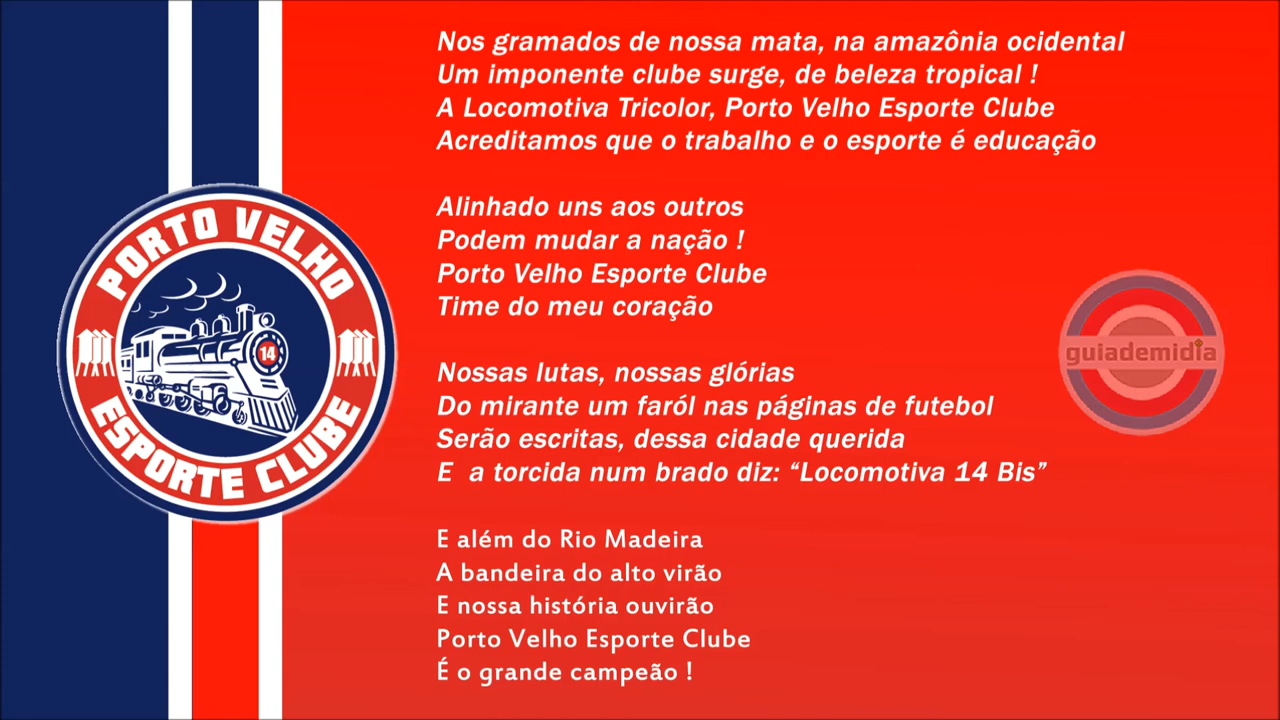 PORTO VELHO
14
ESPORTE CLUBE
Nos gramados de nossa mata, na amazônia ocidental
Um imponente clube surge, de beleza tropical !
A Locomotiva Tricolor, Porto Velho Esporte Clube
Acreditamos que o trabalho e o esporte é educação
Alinhado uns aos outros
Podem mudar a nação !
Porto Velho Esporte Clube
Time do meu coração
Nossas lutas, nossas glórias
Do mirante um faról nas páginas de futebol
Serão escritas, dessa cidade querida
E  a torcida num brado diz: “Locomotiva 14 Bis”
E além do Rio Madeira
A bandeira do alto virão
E nossa história ouvirão
Porto Velho Esporte Clube
É o grande campeão !
guiademidia